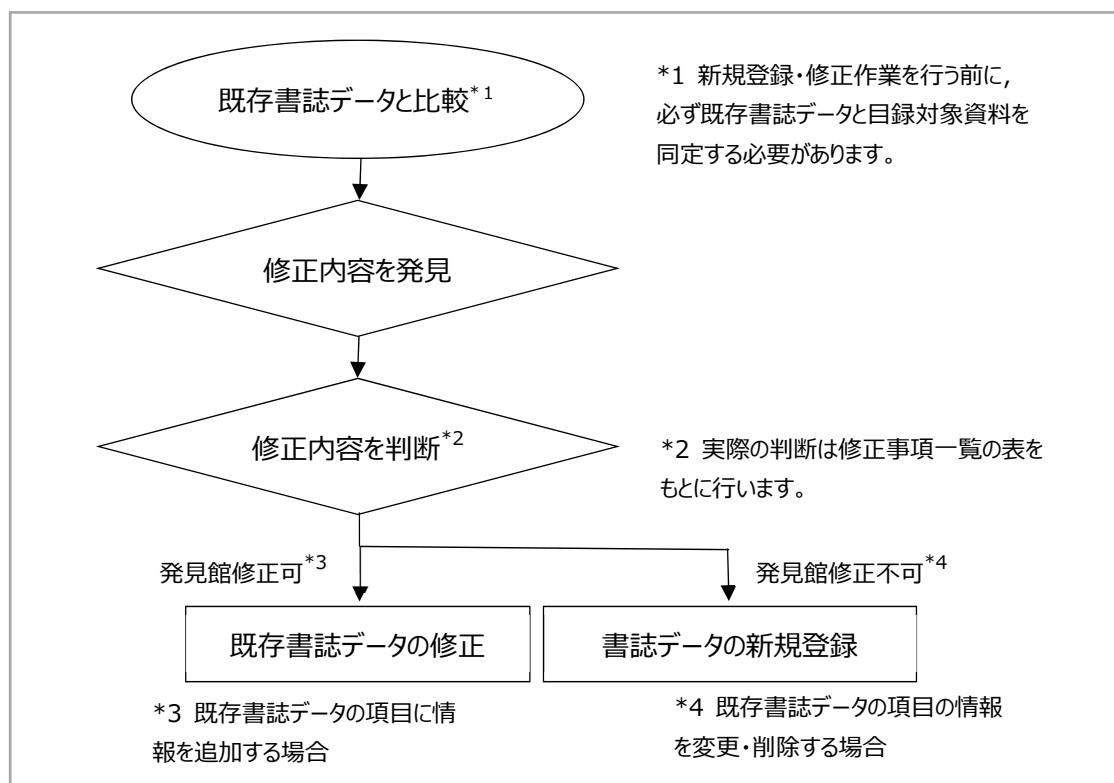 既存書誌データと比較*1
*1 新規登録・修正作業を行う前に,
必ず既存書誌データと目録対象資料を
同定する必要があります。
修正内容を発見
修正内容を判断*2
*2 実際の判断は修正事項一覧の表を
もとに行います。
発見館修正可*3
発見館修正不可*4
既存書誌データの修正
書誌データの新規登録
*3 既存書誌データの項目に情
報を追加する場合
*4 既存書誌データの項目の情報
を変更・削除する場合